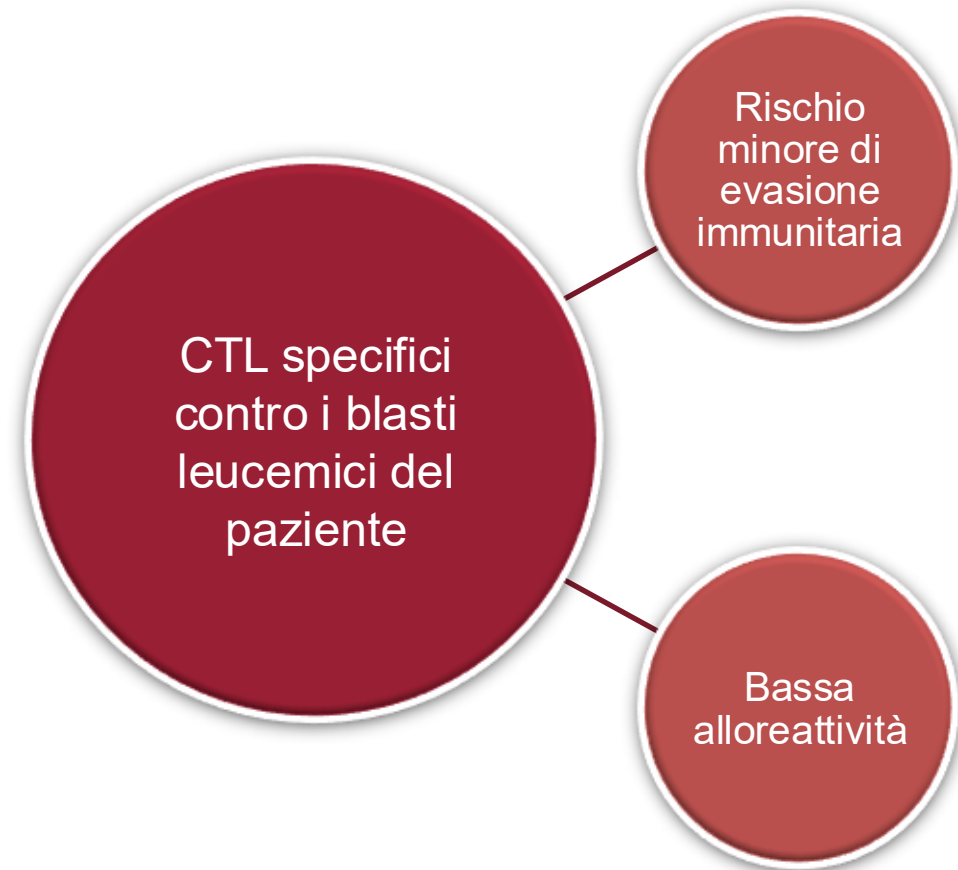 CTL specifici
contro i blasti
leucemici del
paziente
Rischio
minore di
evasione
immunitaria
Bassa
alloreattività